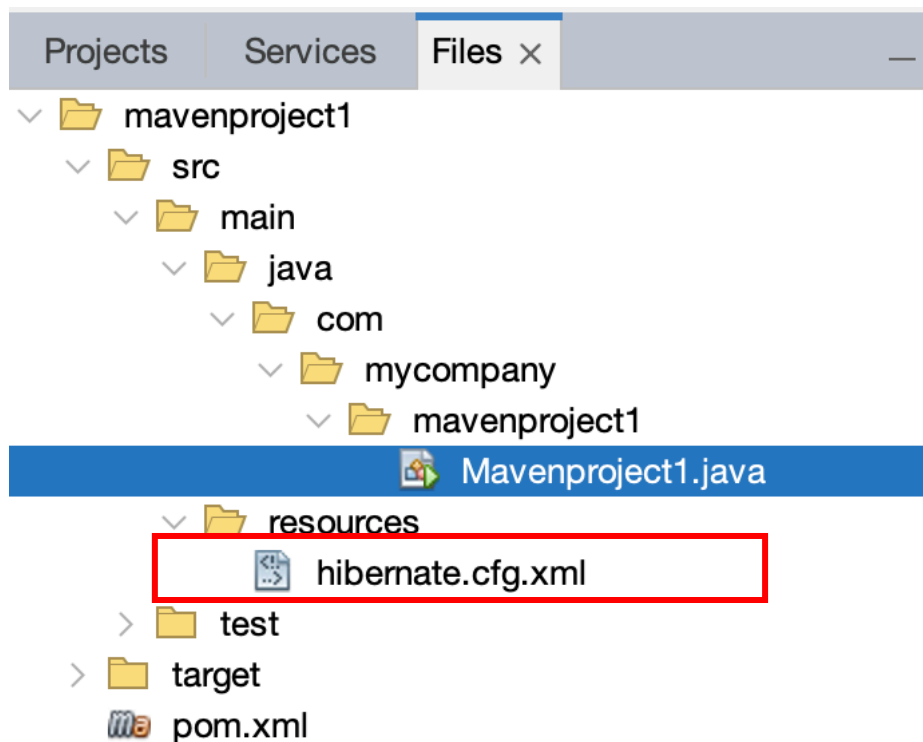 Projects Services Files
mavenproject1
src
main
java
com
mycompany
mavenproject1
Mavenproject1.java
resources
hibernate.cfg.xml
test
target
pom.xml